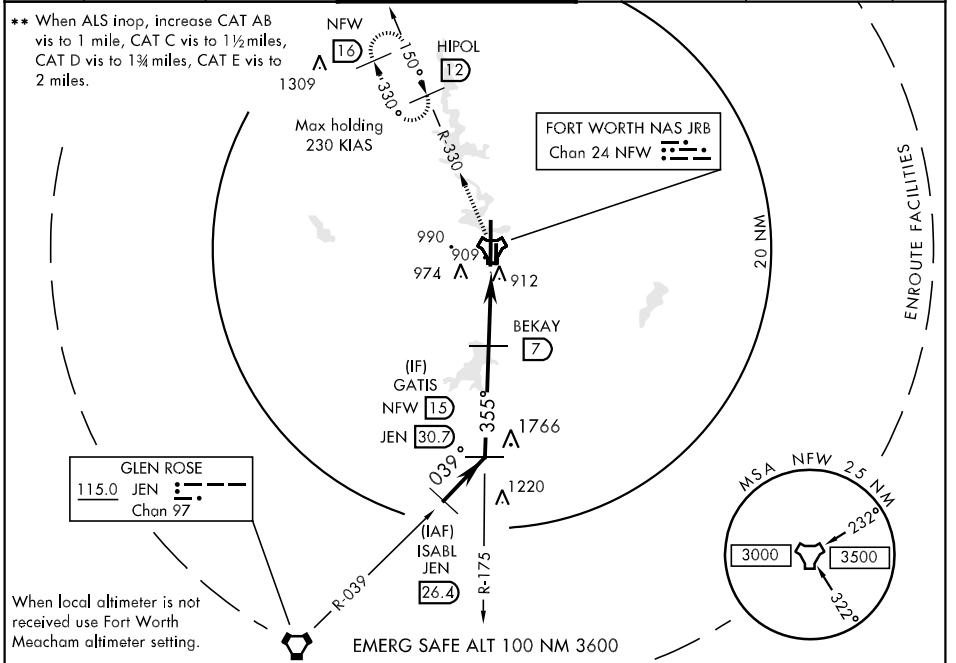 ** When ALS inop, increase CAT AB
vis to 1 mile, CAT C vis to 1½ miles,
CAT D vis to 1¾ miles, CAT E vis to
2 miles.
NFW
16
1309
150°
330°
HIPOL
12
Max holding
230 KIAS
R-330
FORT WORTH NAS JRB
Chan 24 NFW
990
909
974
912
20 NM
ENROUTE FACILITIES
BEKAY
7
(IF)
GATIS
NFW 15
JEN 30.7
355°
1766
039°
1220
GLEN ROSE
115.0 JEN
Chan 97
(IAF)
ISABL
JEN
26.4
R-039
R-175
MSA NFW 25 NM
232°
3000
3500
322°
When local altimeter is not
received use Fort Worth
Meacham altimeter setting.
EMERG SAFE ALT 100 NM 3600